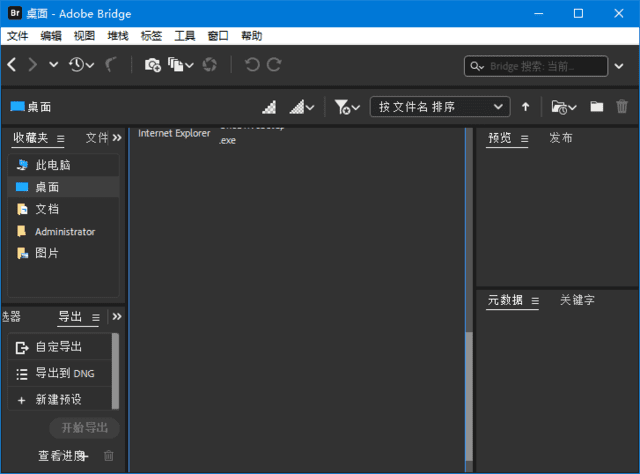 Br 桌面 - Adobe Bridge
文件 编辑 视图 堆栈 标签 工具 窗口 帮助
Bridge 搜索: 当前...
桌面
按 文件名 排序
收藏夹 文件
此电脑
桌面
文档
Administrator
图片
选器 导出
自定导出
导出到 DNG
新建预设
开始导出
查看进度
Internet Explorer
.exe
预览 发布
元数据 关键字